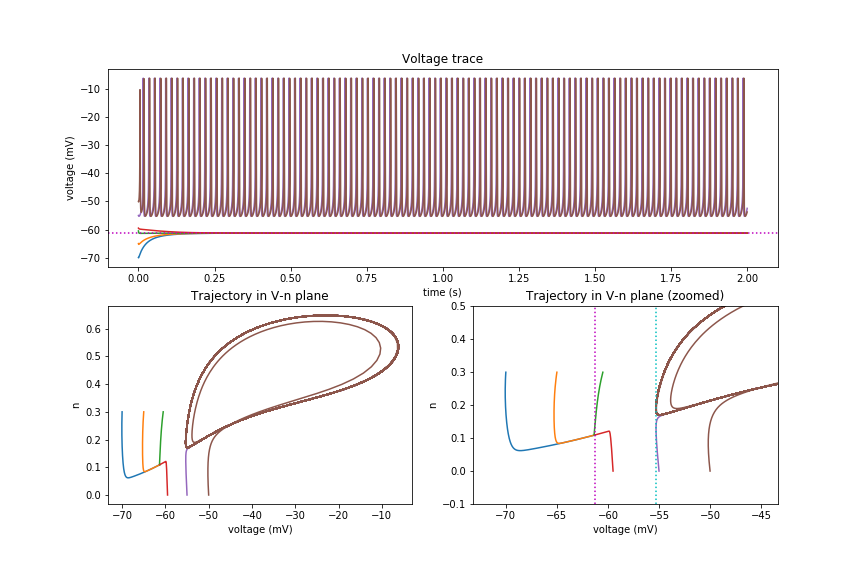 Voltage trace
−10
−20
−30
−40
−50
−60
−70
voltage (mV)
0.00 0.25 0.50 0.75 1.00 1.25 1.50 1.75 2.00
time (s)
Trajectory in V-n plane
0.6
0.5
0.4
0.3
0.2
0.1
0.0
n
−70 −60 −50 −40 −30 −20 −10
voltage (mV)
Trajectory in V-n plane (zoomed)
0.5
0.4
0.3
0.2
0.1
0.0
−0.1
n
−70 −65 −60 −55 −50 −45
voltage (mV)